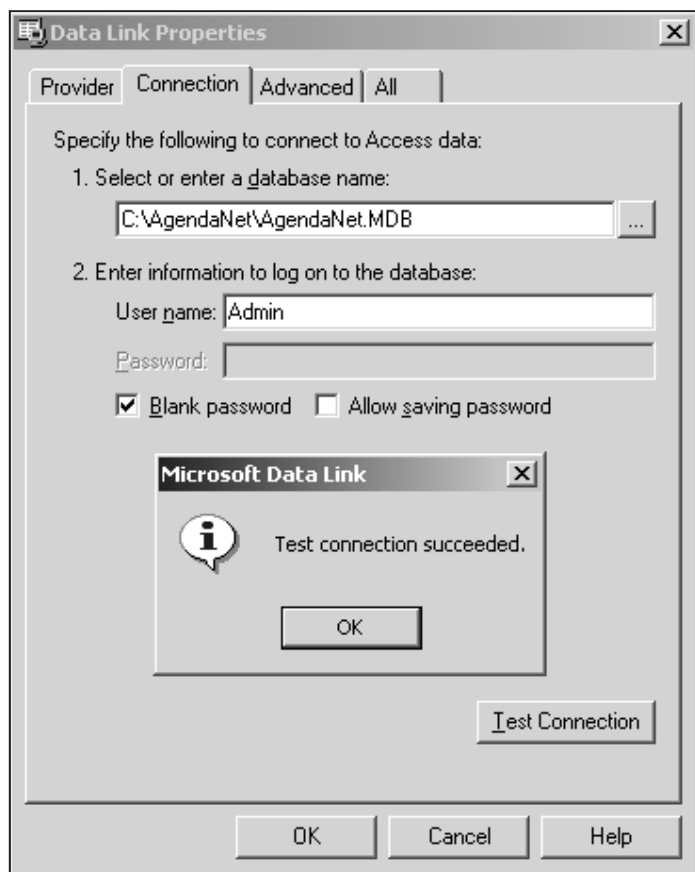 Data Link Properties
Provider Connection Advanced All
Specify the following to connect to Access data:
1. Select or enter a database name:
C:\AgendaNet\AgendaNet.MDB ...
2. Enter information to log on to the database:
User name: Admin
Password:
Blank password Allow saving password
Microsoft Data Link
Test connection succeeded.
OK
Test Connection
OK Cancel Help